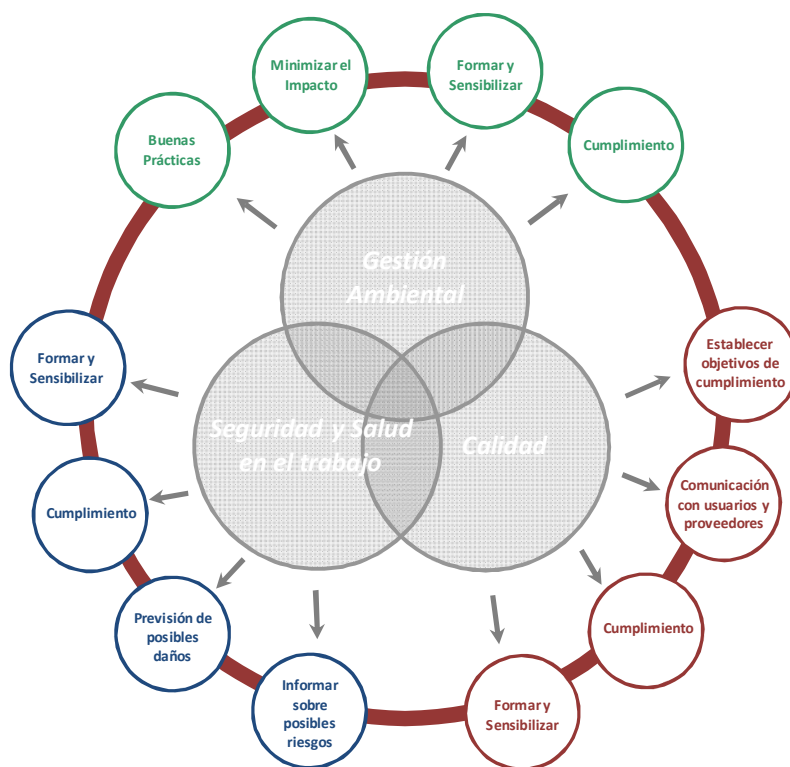 Minimizar el
Impacto
Formar y
Sensibilizar
Buenas
Prácticas
Cumplimiento
Gestión
Ambiental
Formar y
Sensibilizar
Establecer
objetivos de
cumplimiento
Seguridad y Salud
en el trabajo
Calidad
Cumplimiento
Comunicación
con usuarios y
proveedores
Previsión de
posibles
daños
Cumplimiento
Informar
sobre
posibles
riesgos
Formar y
Sensibilizar